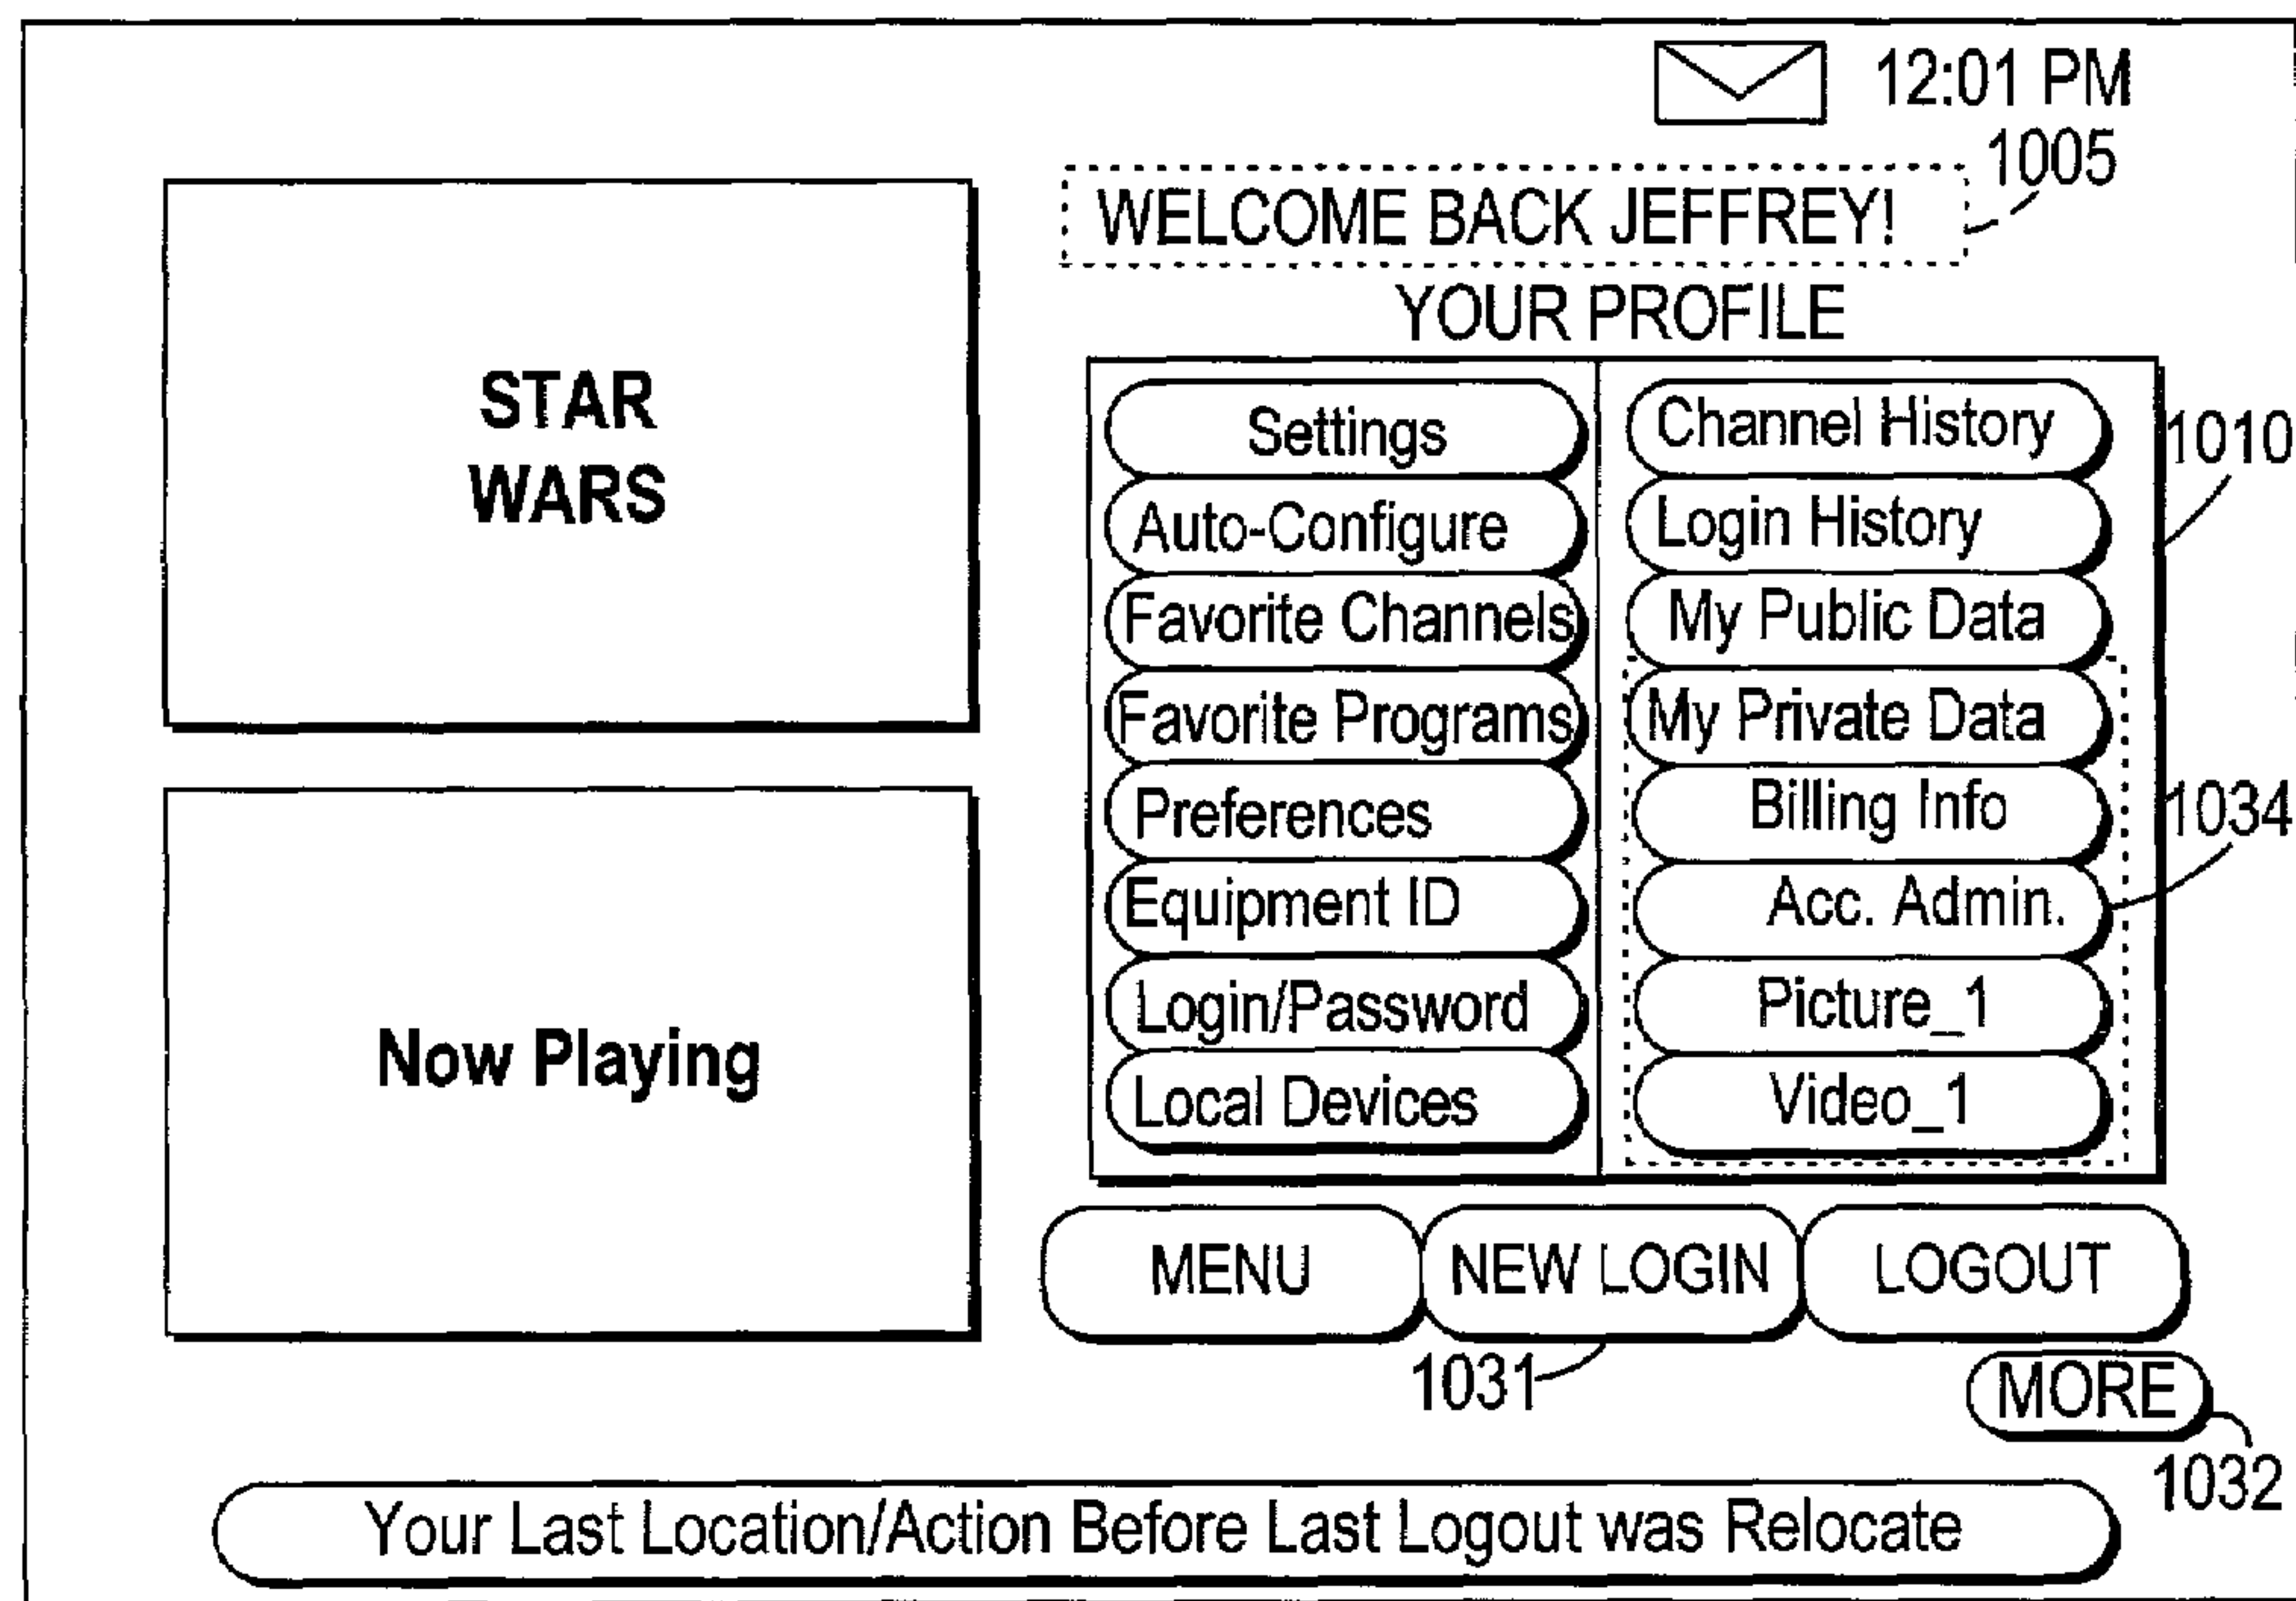 12:01 PM
1005
WELCOME BACK JEFFREY!
YOUR PROFILE
STAR
WARS
Now Playing
Settings
Auto-Configure
Favorite Channels
Favorite Programs
Preferences
Equipment ID
Login/Password
Local Devices
Channel History
Login History
My Public Data
My Private Data
Billing Info
Acc. Admin.
Picture_1
Video_1
1010
1034
MENU
NEW LOGIN
LOGOUT
1031
MORE
1032
Your Last Location/Action Before Last Logout was Relocate